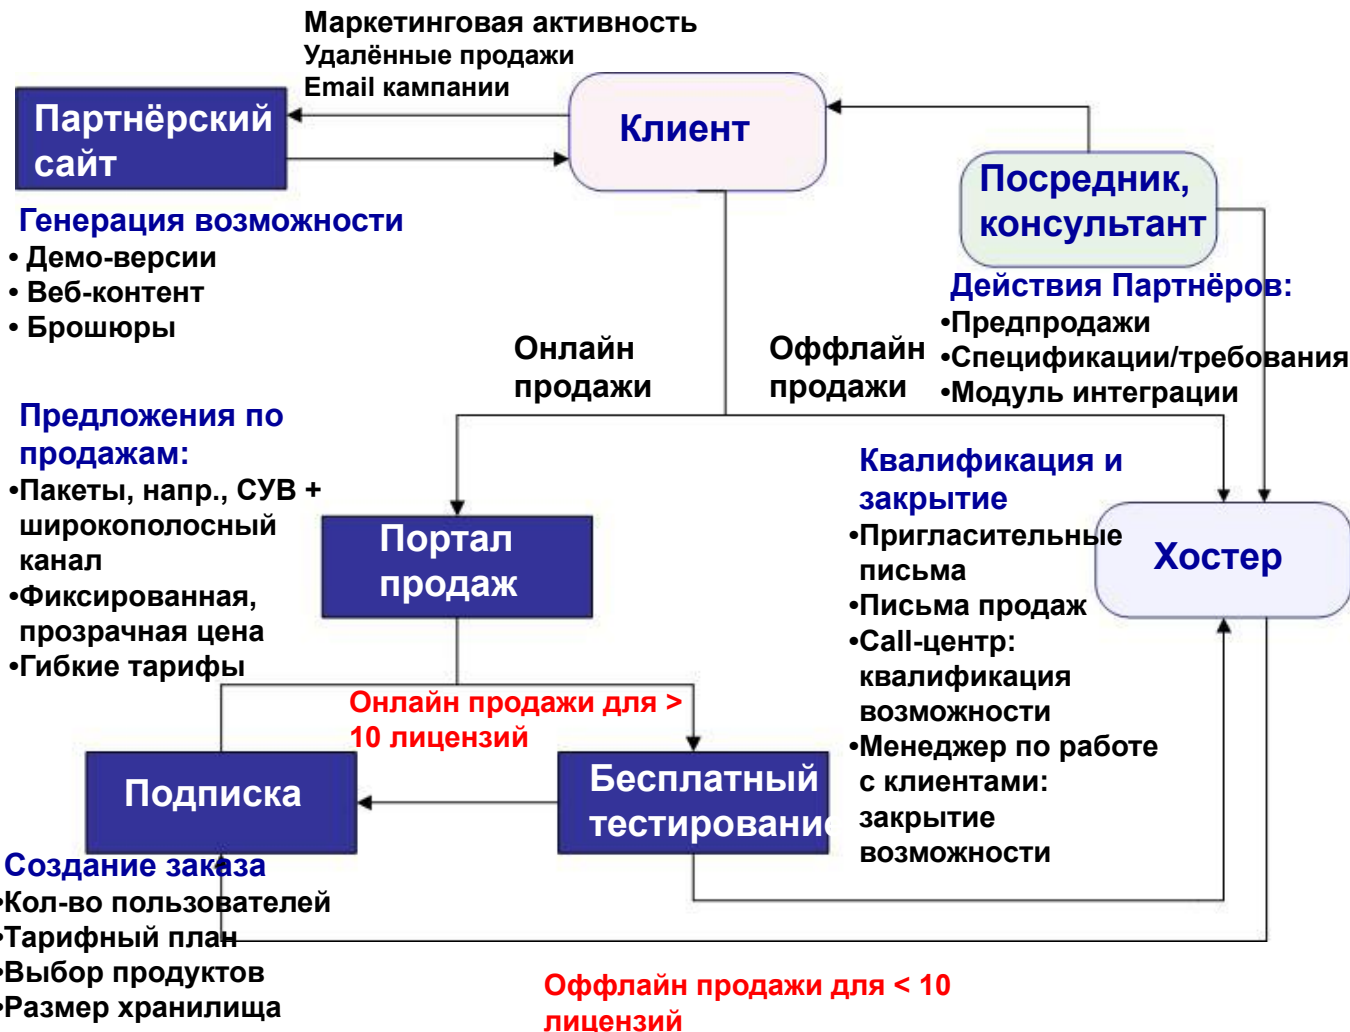 Маркетинговая активность
Удалённые продажи
Email кампании
Партнёрский
сайт
Клиент
Посредник,
консультант
Генерация возможности
• Демо-версии
• Веб-контент
• Брошюры
Действия Партнёров:
•Предпродажи
•Спецификации/требования
•Модуль интеграции
Онлайн
продажи
Оффлайн
продажи
Предложения по
продажам:
•Пакеты, напр., СУВ +
широкополосный
канал
•Фиксированная,
прозрачная цена
•Гибкие тарифы
Портал
продаж
Квалификация и
закрытие
•Пригласительные
письма
•Письма продаж
•Call-центр:
квалификация
возможности
•Менеджер по работе
с клиентами:
закрытие
возможности
Хостер
Онлайн продажи для >
10 лицензий
Подписка
Бесплатный
тестирование
Создание заказа
•Кол-во пользователей
•Тарифный план
•Выбор продуктов
•Размер хранилища
Оффлайн продажи для < 10
лицензий